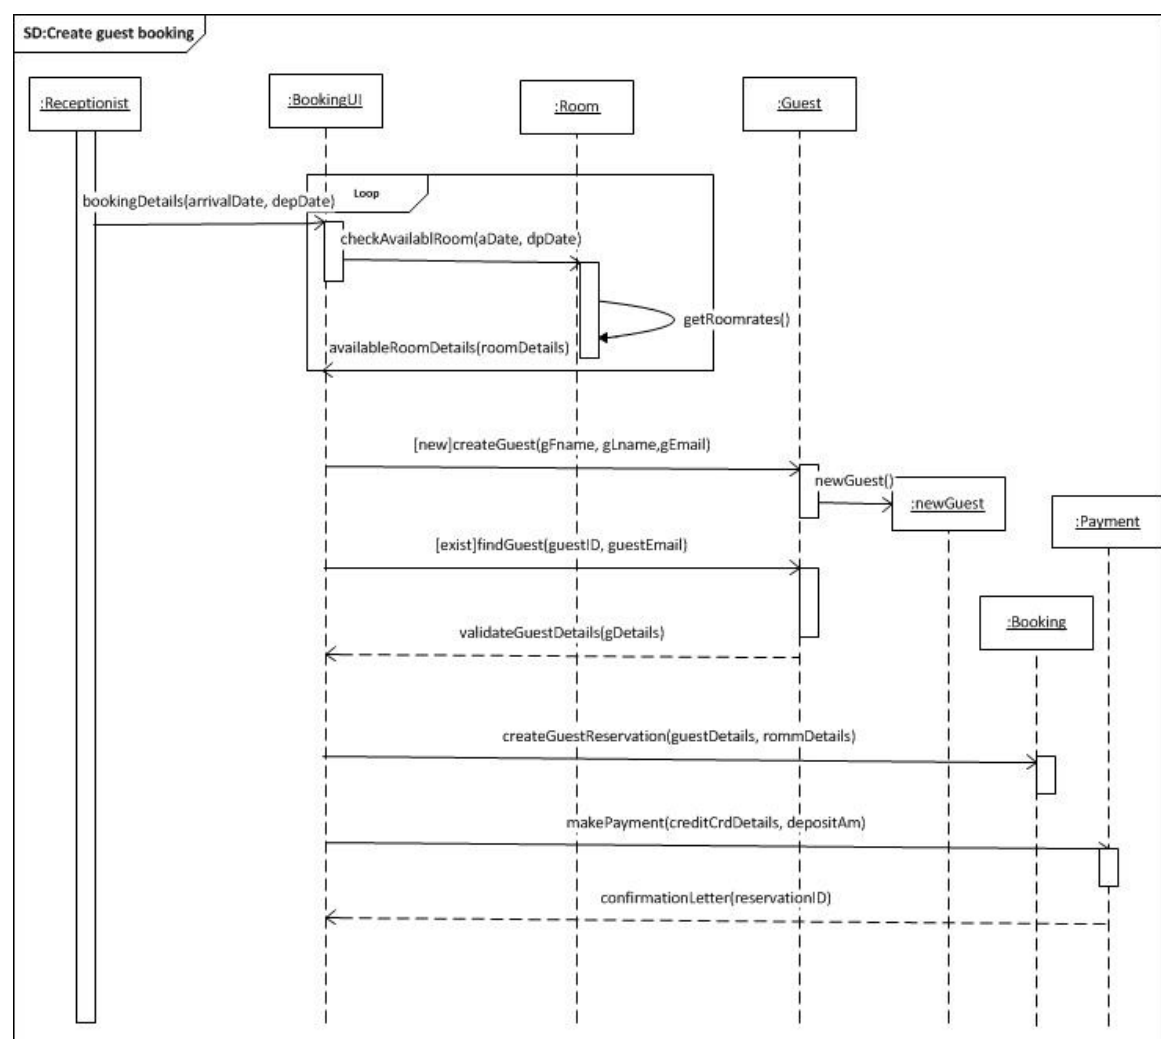 SD:Create guest booking
:Receptionist
:BookingUI
:Room
:Guest
Loop
bookingDetails(arrivalDate, depDate)
checkAvailablRoom(aDate, dpDate)
getRoomrates()
availableRoomDetails(roomDetails)
[new]createGuest(gFname, gLname,gEmail)
newGuest()
:newGuest
:Payment
[exist]findGuest(guestID, guestEmail)
:Booking
validateGuestDetails(gDetails)
createGuestReservation(guestDetails, rommDetails)
makePayment(creditCrdDetails, depositAm)
confirmationLetter(reservationID)